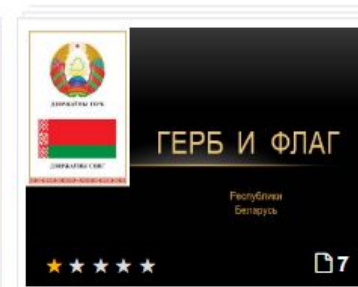 ДЗЯРЖАЎНЫ ГЕРБ
ДЗЯРЖАЎНЫ СЦЯГ
ГЕРБ И ФЛАГ
Республики
Беларусь
7